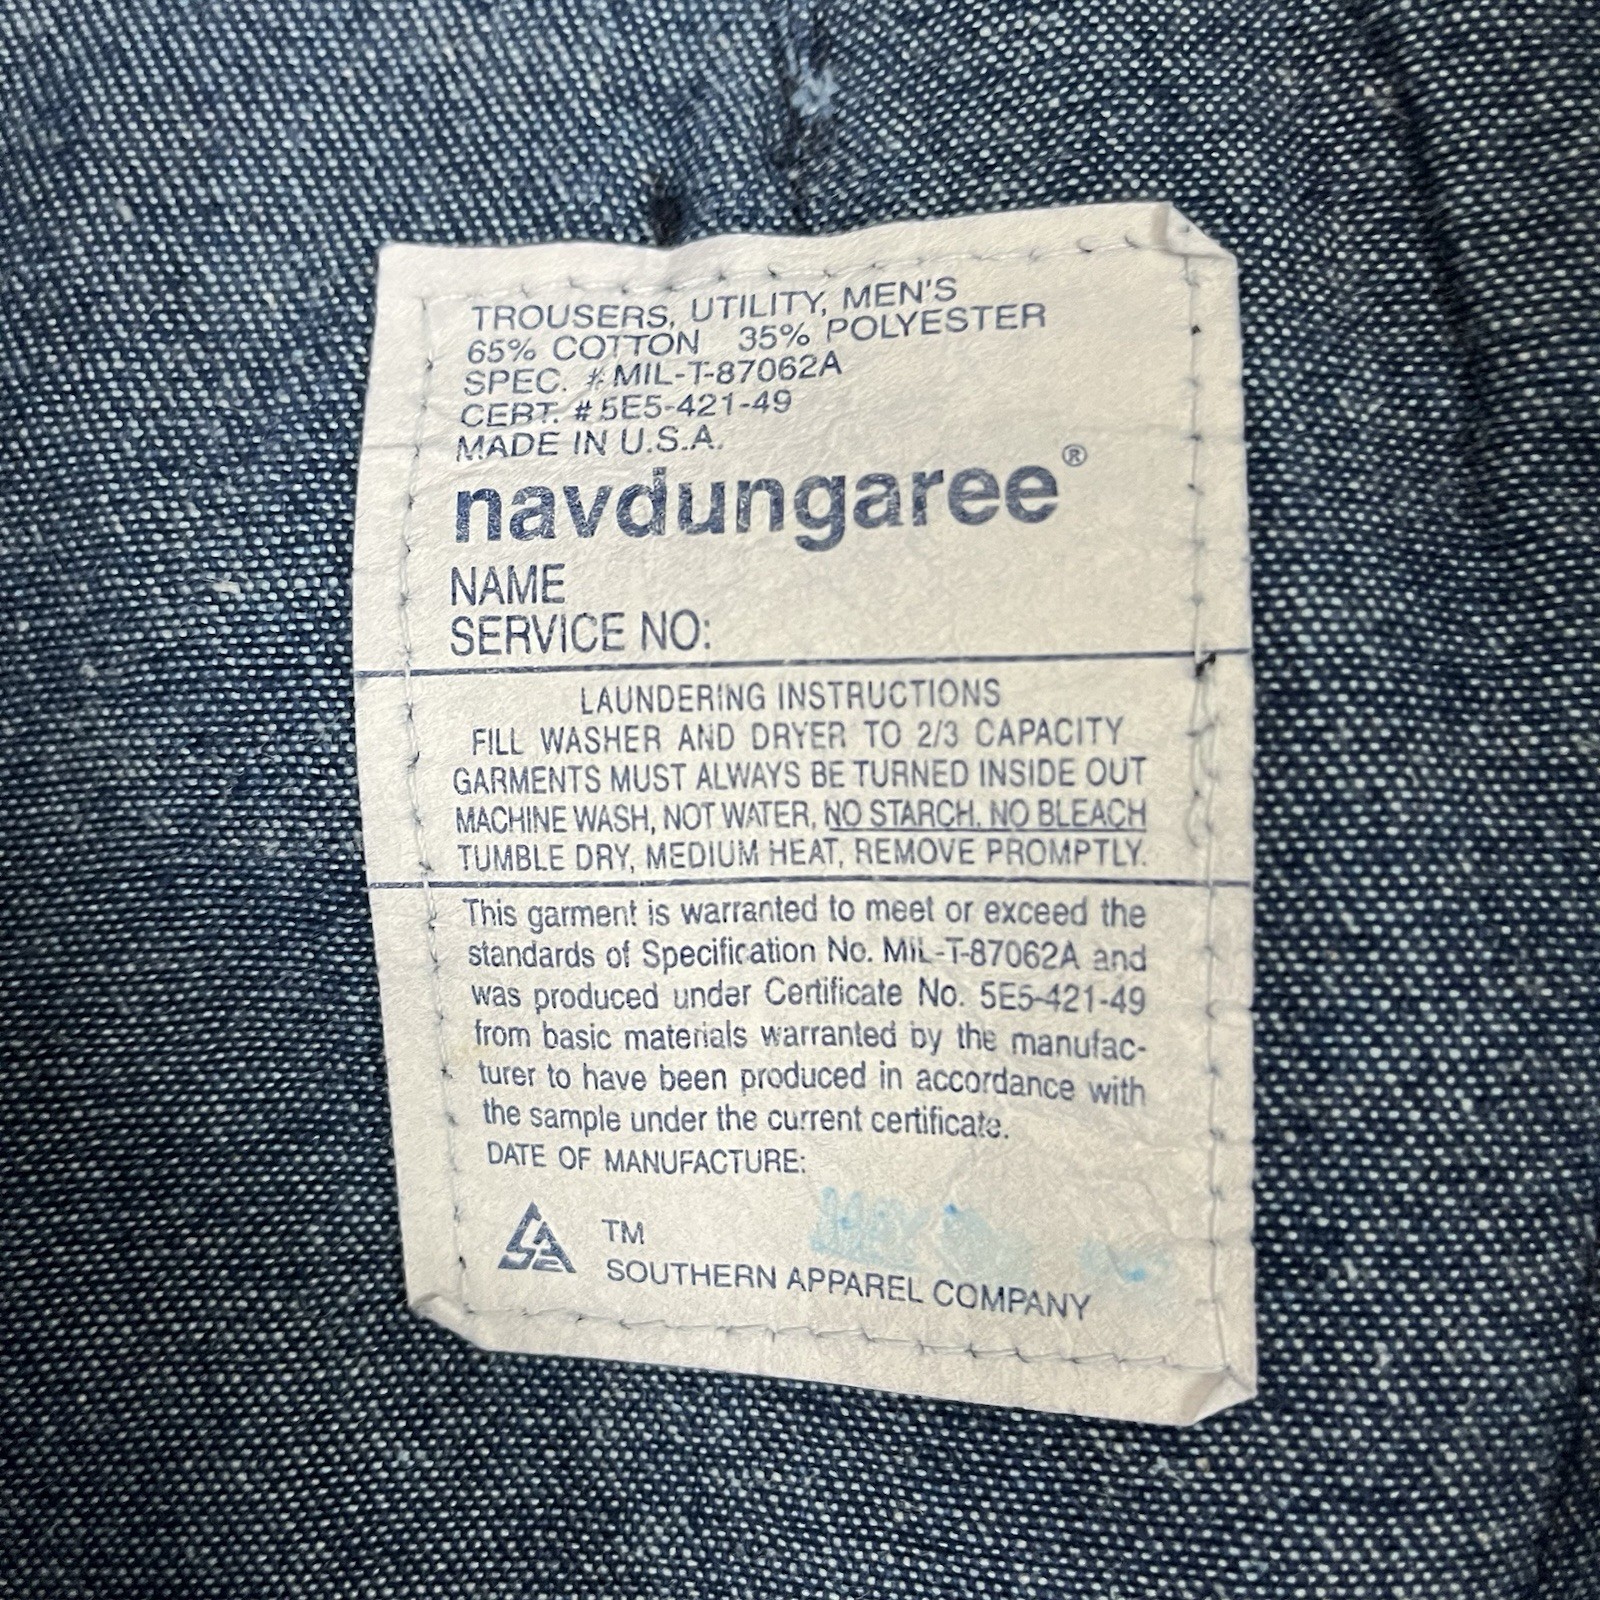 TROUSERS, UTILITY, MEN'S
65% COTTON 35% POLYESTER
SPEC. # MIL-T-87062A
CERT. # 5E5-421-49
MADE IN U.S.A.
navdungaree®
NAME
SERVICE NO:
LAUNDERING INSTRUCTIONS
FILL WASHER AND DRYER TO 2/3 CAPACITY
GARMENTS MUST ALWAYS BE TURNED INSIDE OUT
MACHINE WASH, NOT WATER, NO STARCH, NO BLEACH
TUMBLE DRY, MEDIUM HEAT, REMOVE PROMPTLY.
This garment is warranted to meet or exceed the
standards of Specification No. MIL-T-87062A and
was produced under Certificate No. 5E5-421-49
from basic materials warranted by the manufac-
turer to have been produced in accordance with
the sample under the current certificate.
DATE OF MANUFACTURE:
TM
SOUTHERN APPAREL COMPANY